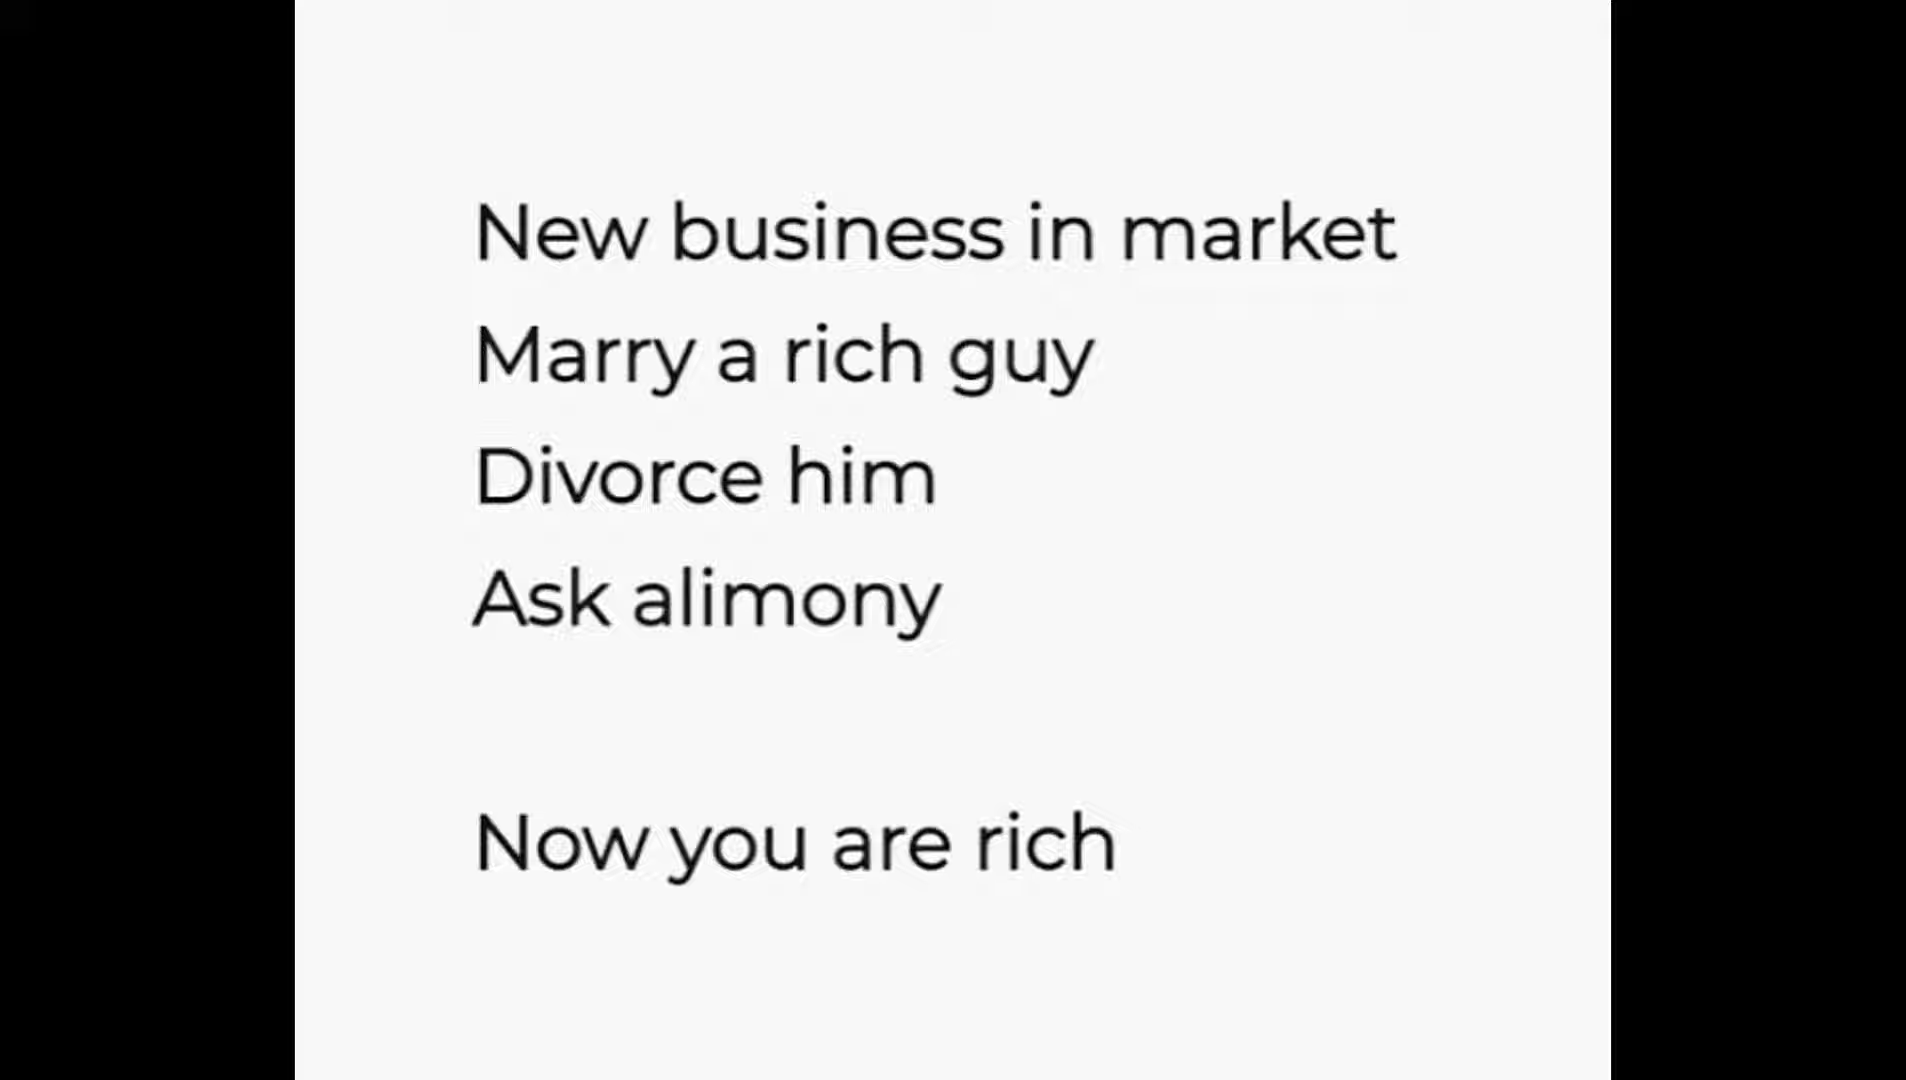 New business in market
Marry a rich guy
Divorce him
Ask alimony
Now you are rich